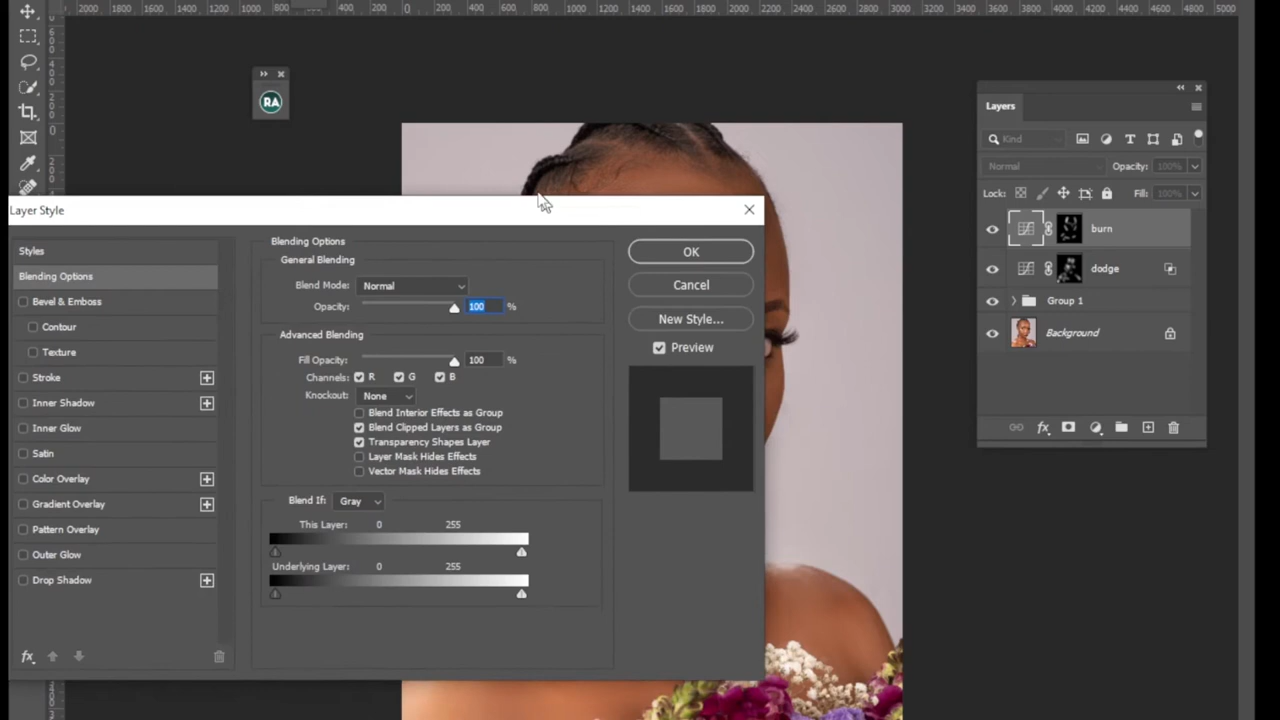 2000 1800 1600 1400 1200 1000 800 400 200 0 200 400 600 800 1000 1200 1400 1600 1800 2000 2200 2400 2600 2800 3000 3200 3400 3600 3800 4000 4200 4400 4600 4800 5000
RA
Layers
Kind
Normal Opacity: 100%
Lock: Fill: 100%
burn
dodge
Group 1
Background
Layer Style
Styles
Blending Options
Bevel & Emboss
Contour
Texture
Stroke
Inner Shadow
Inner Glow
Satin
Color Overlay
Gradient Overlay
Pattern Overlay
Outer Glow
Drop Shadow
fx
Blending Options
General Blending
Blend Mode: Normal
Opacity: 100 %
Advanced Blending
Fill Opacity: 100 %
Channels: R G B
Knockout: None
Blend Interior Effects as Group
Blend Clipped Layers as Group
Transparency Shapes Layer
Layer Mask Hides Effects
Vector Mask Hides Effects
Blend If: Gray
This Layer: 0 255
Underlying Layer: 0 255
OK
Cancel
New Style...
Preview
fx